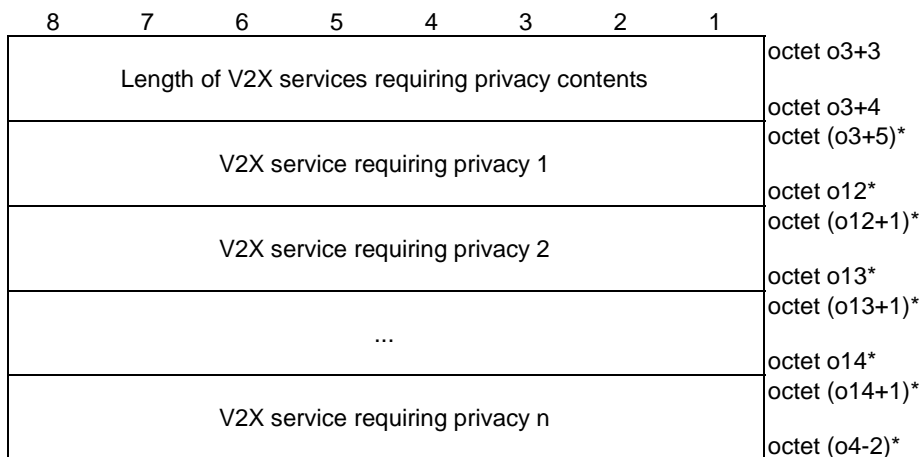 8 7 6 5 4 3 2 1
octet o3+3
Length of V2X services requiring privacy contents
octet o3+4
octet (o3+5)*
V2X service requiring privacy 1
octet o12*
octet (o12+1)*
V2X service requiring privacy 2
octet o13*
octet (o13+1)*
...
octet o14*
octet (o14+1)*
V2X service requiring privacy n
octet (o4-2)*